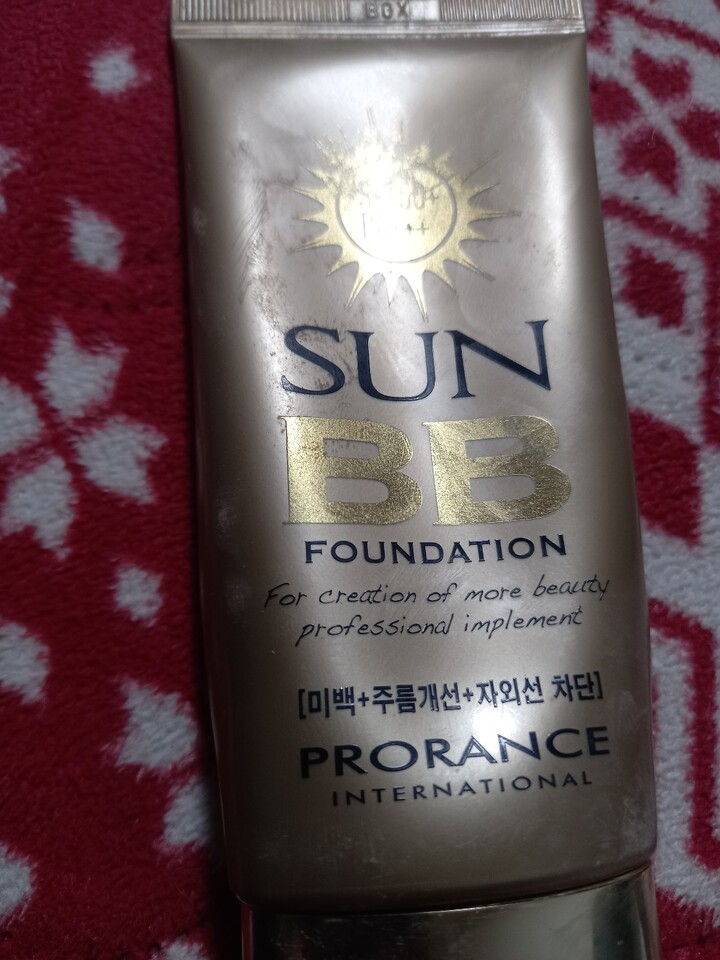 BOX
SUN
BB
FOUNDATION
For creation of more beauty
professional implement
[미백+주름개선+자외선 차단]
PRORANCE
INTERNATIONAL